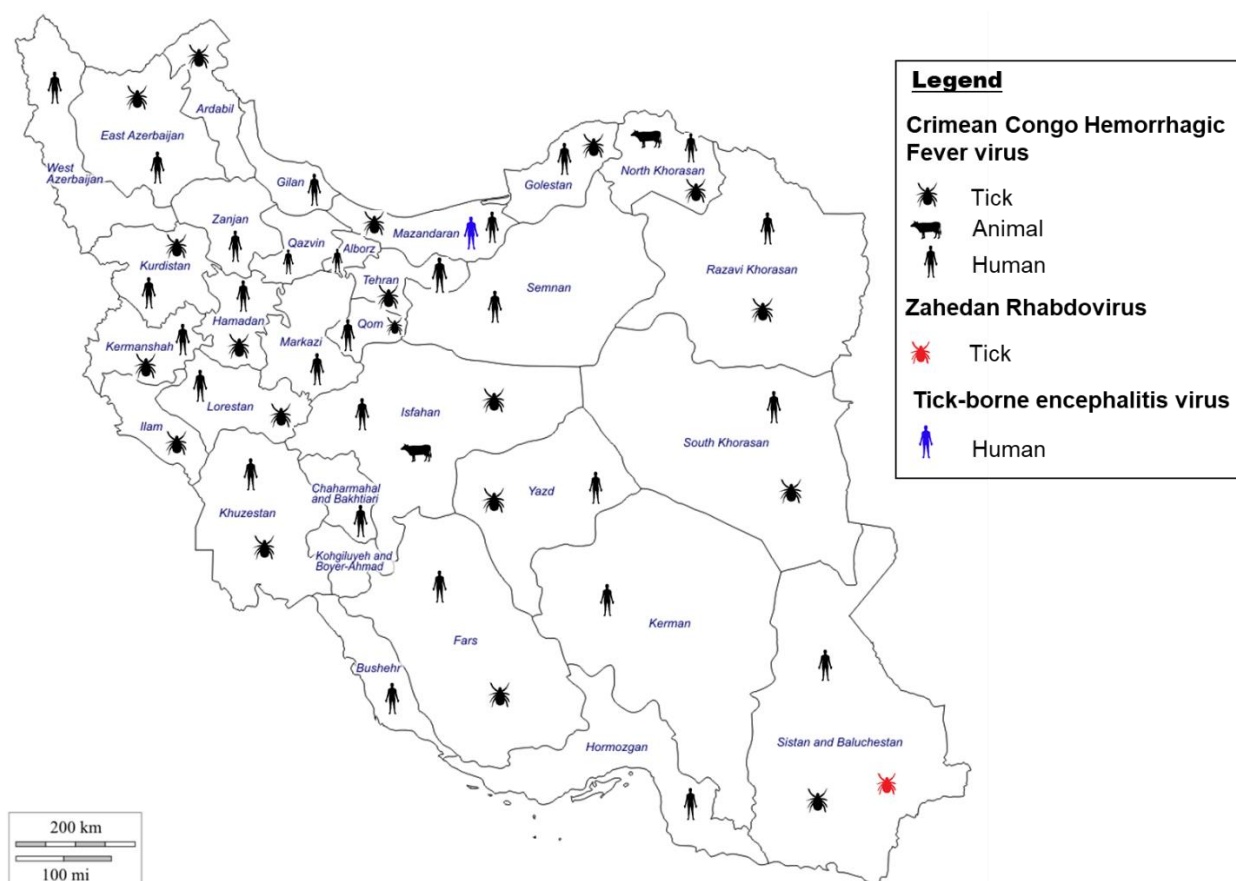 Ardabil
East Azerbaijan
West
Azerbaijan
Gilan
Golestan
North Khorasan
Zanjan
Mazandaran
Qazvin
Alborz
Kurdistan
Tehran
Semnan
Razavi Khorasan
Hamadan
Qom
Kermanshah
Markazi
Lorestan
Isfahan
Ilam
South Khorasan
Chaharmahal
and Bakhtiari
Yazd
Khuzestan
Kohgiluyeh and
Boyer-Ahmad
Kerman
Fars
Bushehr
Sistan and Baluchestan
Hormozgan
200 km
100 mi
Legend
Crimean Congo Hemorrhagic
Fever virus
Tick
Animal
Human
Zahedan Rhabdovirus
Tick
Tick-borne encephalitis virus
Human